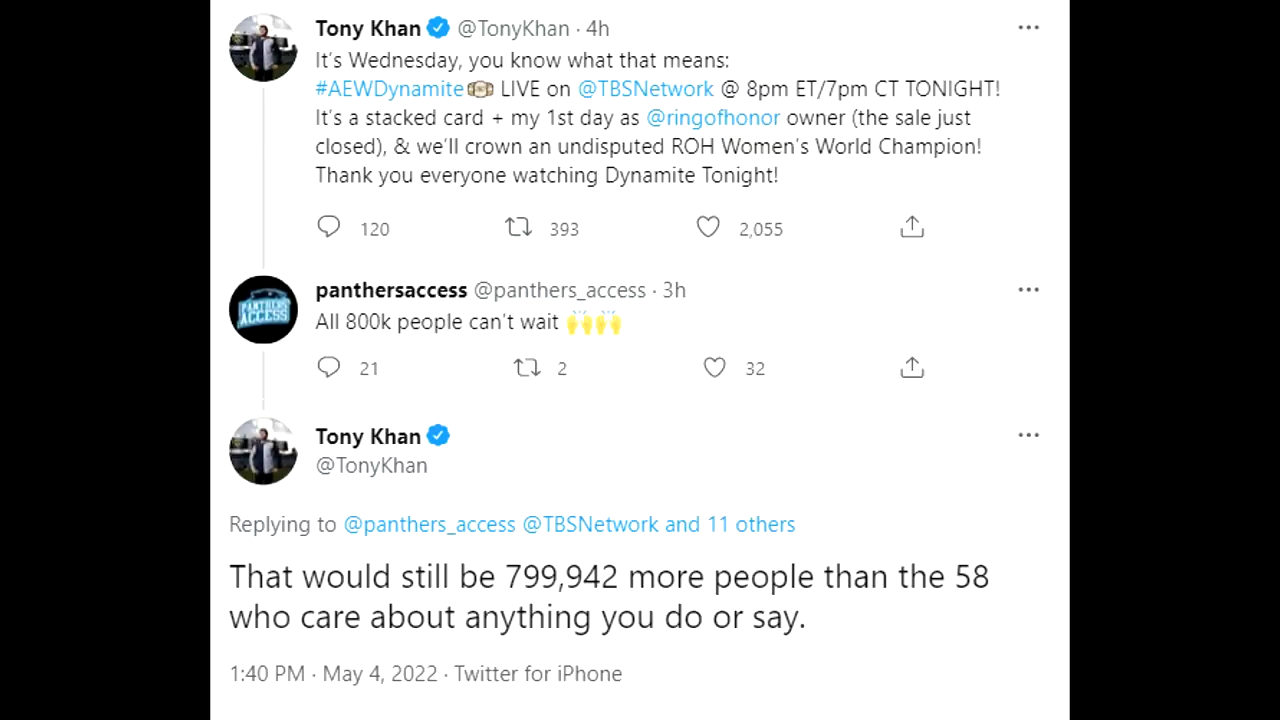 Tony Khan @TonyKhan · 4h
It's Wednesday, you know what that means:
#AEWDynamite LIVE on @TBSNetwork @ 8pm ET/7pm CT TONIGHT!
It's a stacked card + my 1st day as @ringofhonor owner (the sale just
closed), & we'll crown an undisputed ROH Women's World Champion!
Thank you everyone watching Dynamite Tonight!
120 393 2,055
PANTHERS
ACCESS
panthersaccess @panthers_access · 3h
All 800k people can't wait 🙌🙌
21 2 32
Tony Khan
@TonyKhan
Replying to @panthers_access @TBSNetwork and 11 others
That would still be 799,942 more people than the 58
who care about anything you do or say.
1:40 PM · May 4, 2022 · Twitter for iPhone